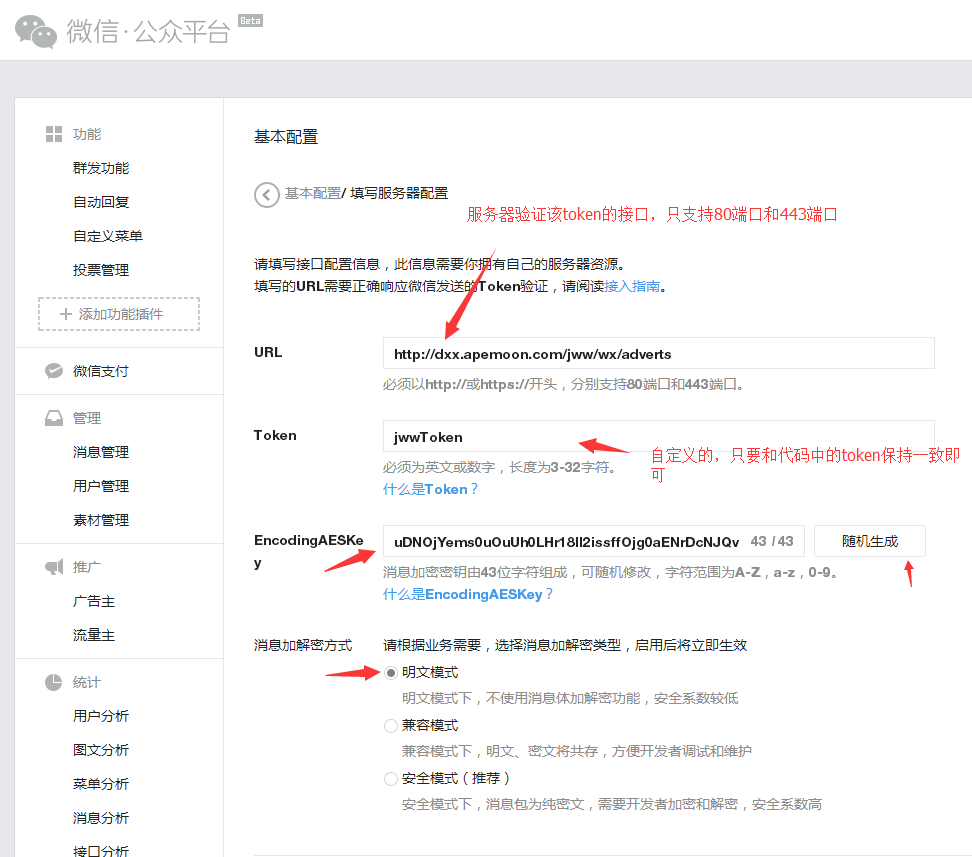 微信·公众平台 Beta
功能
群发功能
自动回复
自定义菜单
投票管理
添加功能插件
微信支付
管理
消息管理
用户管理
素材管理
推广
广告主
流量主
统计
用户分析
图文分析
菜单分析
消息分析
接口分析
基本配置
基本配置/ 填写服务器配置
服务器验证该token的接口，只支持80端口和443端口
请填写接口配置信息，此信息需要你拥有自己的服务器资源。
填写的URL需要正确响应微信发送的Token验证，请阅读接入指南。
URL
http://dxx.apemoon.com/jww/wx/adverts
必须以http://或https://开头，分别支持80端口和443端口。
Token
jwwToken
自定义的，只要和代码中的token保持一致即
可
必须为英文或数字，长度为3-32字符。
什么是Token？
EncodingAESKe
y
uDNOjYems0uOuUh0LHr18II2issffOjg0aENrDcNJQv 43 /43
随机生成
消息加密密钥由43位字符组成，可随机修改，字符范围为A-Z，a-z，0-9。
什么是EncodingAESKey？
消息加解密方式
请根据业务需要，选择消息加解密类型，启用后将立即生效
明文模式
明文模式下，不使用消息体加解密功能，安全系数较低
兼容模式
兼容模式下，明文、密文将共存，方便开发者调试和维护
安全模式（推荐）
安全模式下，消息包为纯密文，需要开发者加密和解密，安全系数高